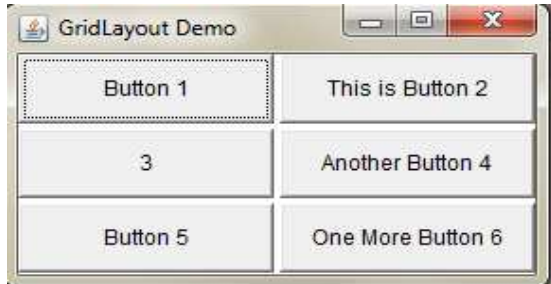 GridLayout Demo
Button 1
This is Button 2
3
Another Button 4
Button 5
One More Button 6